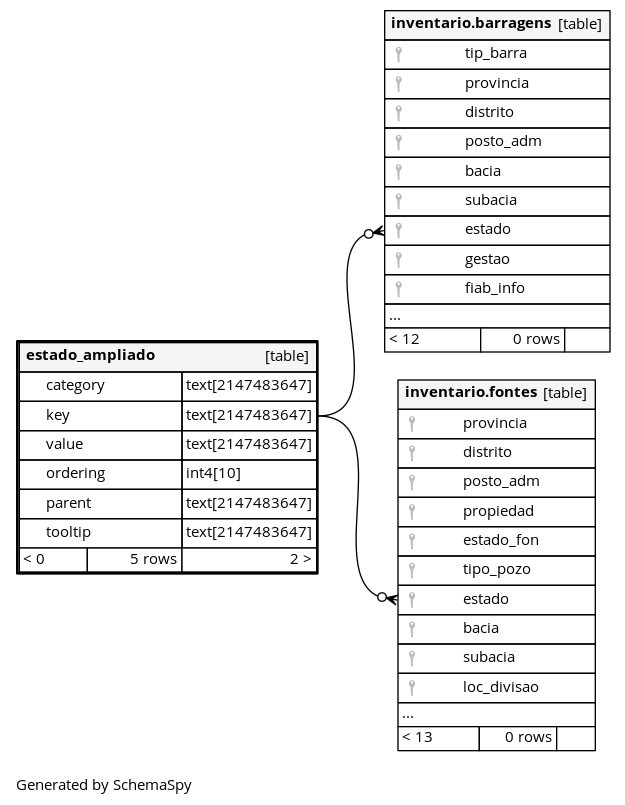 inventario.barragens [table]
tip_barra
provincia
distrito
posto_adm
bacia
subacia
estado
gestao
fiab_info
...
< 12 0 rows
estado_ampliado [table]
category text[2147483647]
key text[2147483647]
value text[2147483647]
ordering int4[10]
parent text[2147483647]
tooltip text[2147483647]
< 0 5 rows 2 >
inventario.fontes [table]
provincia
distrito
posto_adm
propiedad
estado_fon
tipo_pozo
estado
bacia
subacia
loc_divisao
...
< 13 0 rows
Generated by SchemaSpy